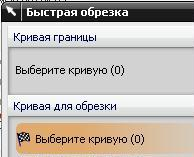 Быстрая обрезка
Кривая границы
Выберите кривую (0)
Кривая для обрезки
Выберите кривую (0)